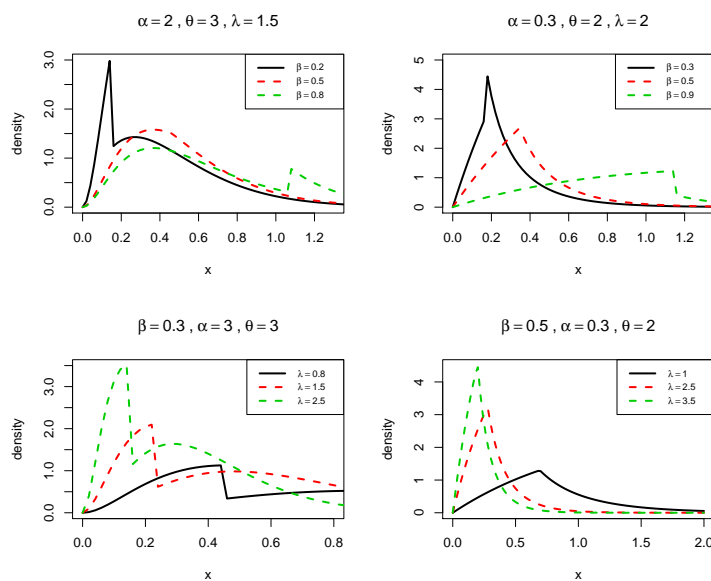 α = 2 , θ = 3 , λ = 1.5
density
0.0 1.0 2.0 3.0
β = 0.2
β = 0.5
β = 0.8
0.0 0.2 0.4 0.6 0.8 1.0 1.2
x
α = 0.3 , θ = 2 , λ = 2
density
0 1 2 3 4 5
β = 0.3
β = 0.5
β = 0.9
0.0 0.2 0.4 0.6 0.8 1.0 1.2
x
β = 0.3 , α = 3 , θ = 3
density
0.0 1.0 2.0 3.0
λ = 0.8
λ = 1.5
λ = 2.5
0.0 0.2 0.4 0.6 0.8
x
β = 0.5 , α = 0.3 , θ = 2
density
0 1 2 3 4
λ = 1
λ = 2.5
λ = 3.5
0.0 0.5 1.0 1.5 2.0
x